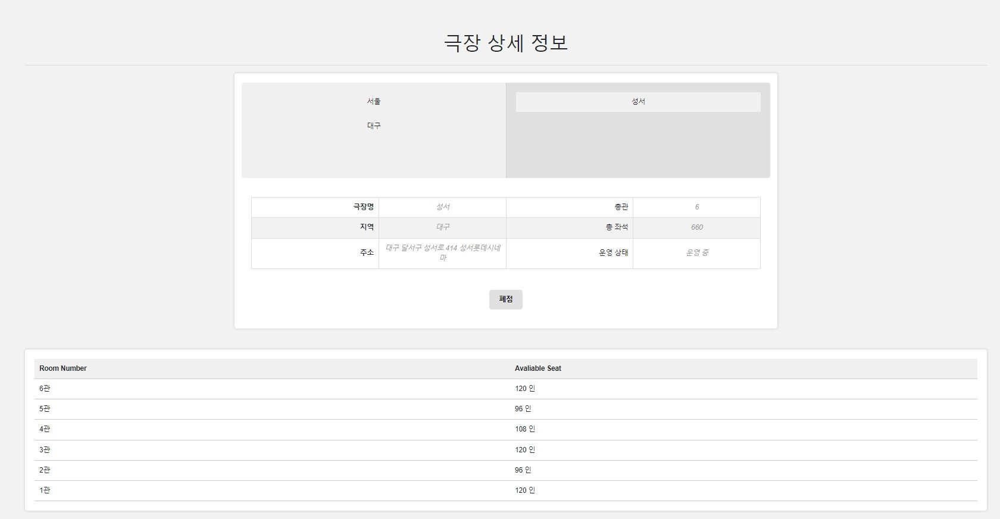 극장 상세 정보
서울
성서
대구
극장명 성서 총관 6
지역 대구 총 좌석 660
주소 대구 달서구 성서로 414 성서롯데시네
마 운영 상태 운영 중
폐점
Room Number Avaliable Seat
6관 120 인
5관 96 인
4관 108 인
3관 120 인
2관 96 인
1관 120 인